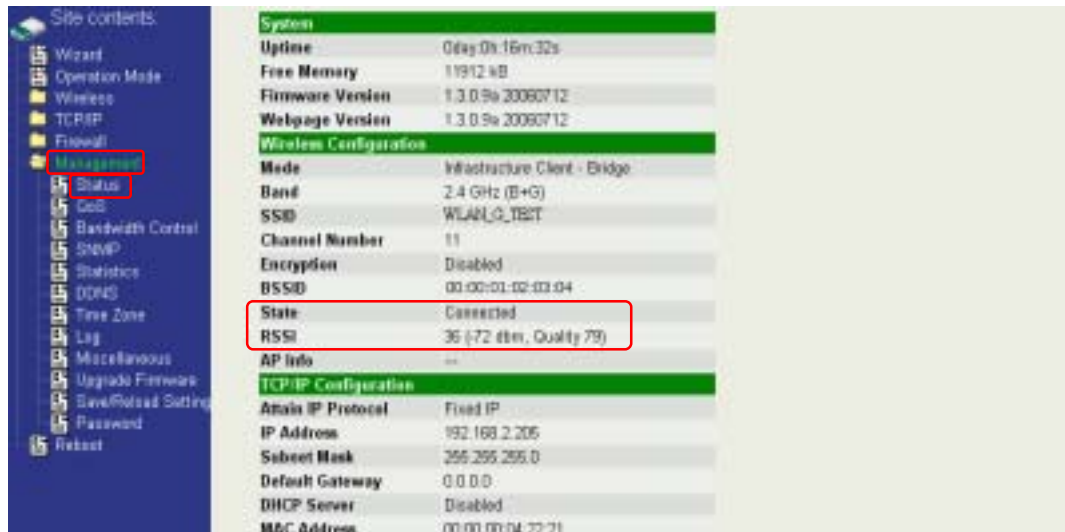 Site contents:
Wizard
Operation Mode
Wireless
TCP/IP
Firewall
Management
Status
QoS
Bandwidth Control
SNMP
Statistics
DDNS
Time Zone
Log
Miscellaneous
Upgrade Firmware
Save/Reload Setting
Password
Reboot
System
Uptime 0day:0h:16m:32s
Free Memory 11912 kB
Firmware Version 1.3.0.9a 20060712
Webpage Version 1.3.0.9a 20060712
Wireless Configuration
Mode Infrastructure Client - Bridge
Band 2.4 GHz (B+G)
SSID WLAN_G_TEST
Channel Number 11
Encryption Disabled
BSSID 00:00:01:02:03:04
State Connected
RSSI 36 (-72 dbm, Quality 79)
AP Info ---
TCP/IP Configuration
Attain IP Protocol Fixed IP
IP Address 192.168.2.205
Subnet Mask 255.255.255.0
Default Gateway 0.0.0.0
DHCP Server Disabled
MAC Address 00:00:00:04:22:21